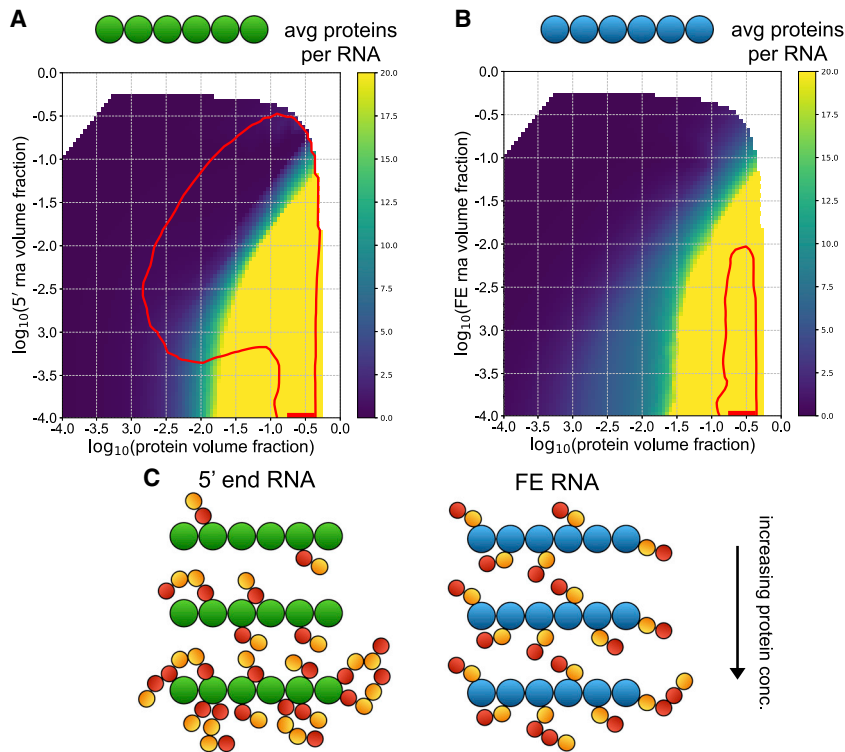 A
avg proteins
per RNA
0.0
-0.5
-1.0
-1.5
-2.0
-2.5
-3.0
-3.5
-4.0
log10(5' rna volume fraction)
-4.0 -3.5 -3.0 -2.5 -2.0 -1.5 -1.0 -0.5 0.0
log10(protein volume fraction)
20.0
17.5
15.0
12.5
10.0
7.5
5.0
2.5
0.0
B
avg proteins
per RNA
0.0
-0.5
-1.0
-1.5
-2.0
-2.5
-3.0
-3.5
-4.0
log10(FE rna volume fraction)
-4.0 -3.5 -3.0 -2.5 -2.0 -1.5 -1.0 -0.5 0.0
log10(protein volume fraction)
20.0
17.5
15.0
12.5
10.0
7.5
5.0
2.5
0.0
C
5' end RNA
FE RNA
increasing protein conc.